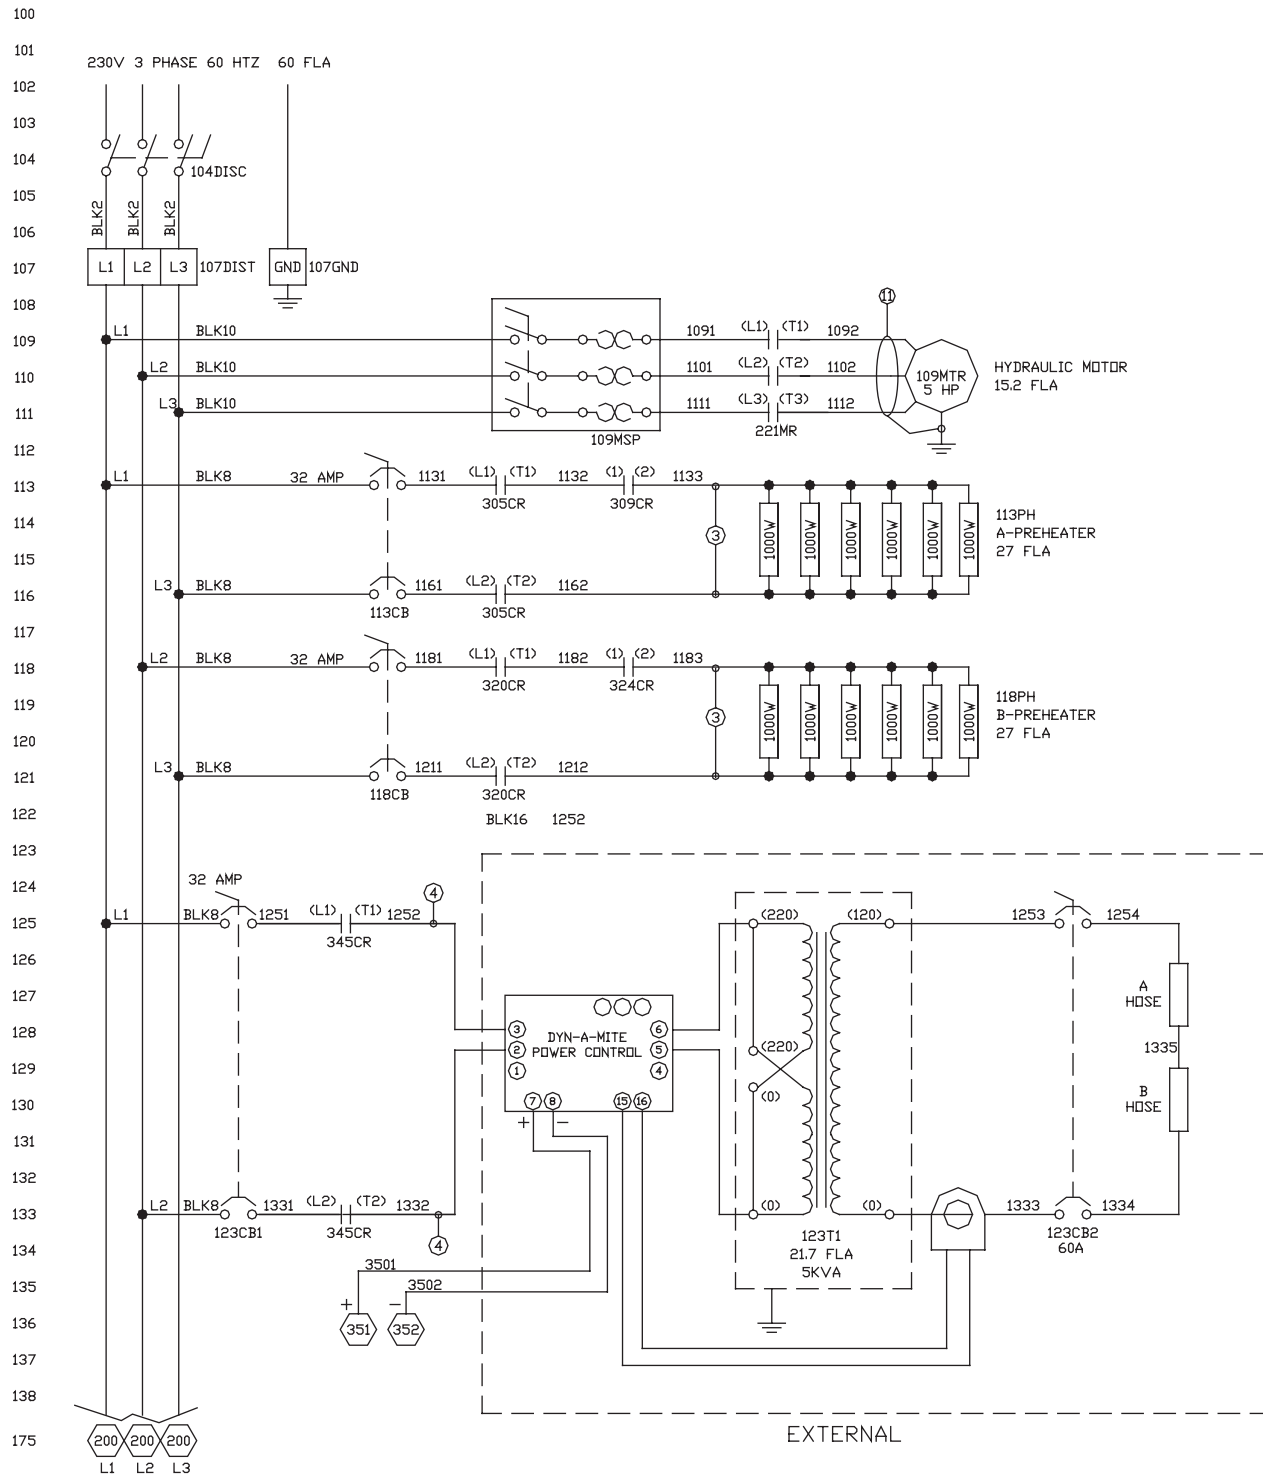 100
101
230V 3 PHASE 60 HTZ 60 FLA
102
103
104
104DISC
105
BLK2 BLK2 BLK2
106
107
L1 L2 L3 107DIST GND 107GND
108
11
109
L1 BLK10 1091 (L1) (T1) 1092
110
L2 BLK10 1101 (L2) (T2) 1102
109MTR
5 HP
HYDRAULIC MOTOR
15.2 FLA
111
L3 BLK10 1111 (L3) (T3) 1112
109MSP
221MR
112
113
L1 BLK8 32 AMP 1131 (L1) (T1) 1132 (1) (2) 1133
305CR 309CR
114
3
1000W 1000W 1000W 1000W 1000W 1000W
113PH
A-PREHEATER
27 FLA
115
116
L3 BLK8 1161 (L2) (T2) 1162
113CB 305CR
117
118
L2 BLK8 32 AMP 1181 (L1) (T1) 1182 (1) (2) 1183
320CR 324CR
119
3
1000W 1000W 1000W 1000W 1000W 1000W
118PH
B-PREHEATER
27 FLA
120
121
L3 BLK8 1211 (L2) (T2) 1212
118CB 320CR
122
BLK16 1252
123
124
32 AMP
4
125
L1 BLK8 1251 (L1) (T1) 1252
345CR
(220) (120) 1253 1254
126
127
A
HOSE
128
3 DYN-A-MITE 6
2 POWER CONTROL 5
1 4
(220)
1335
129
(0)
130
7 8 15 16
B
HOSE
131
+ −
132
133
L2 BLK8 1331 (L2) (T2) 1332
123CB1 345CR
(0) (0) 1333 1334
123CB2
60A
134
4
123T1
21.7 FLA
5KVA
3501
135
3502
+ −
136
351 352
137
138
EXTERNAL
175
200 200 200
L1 L2 L3